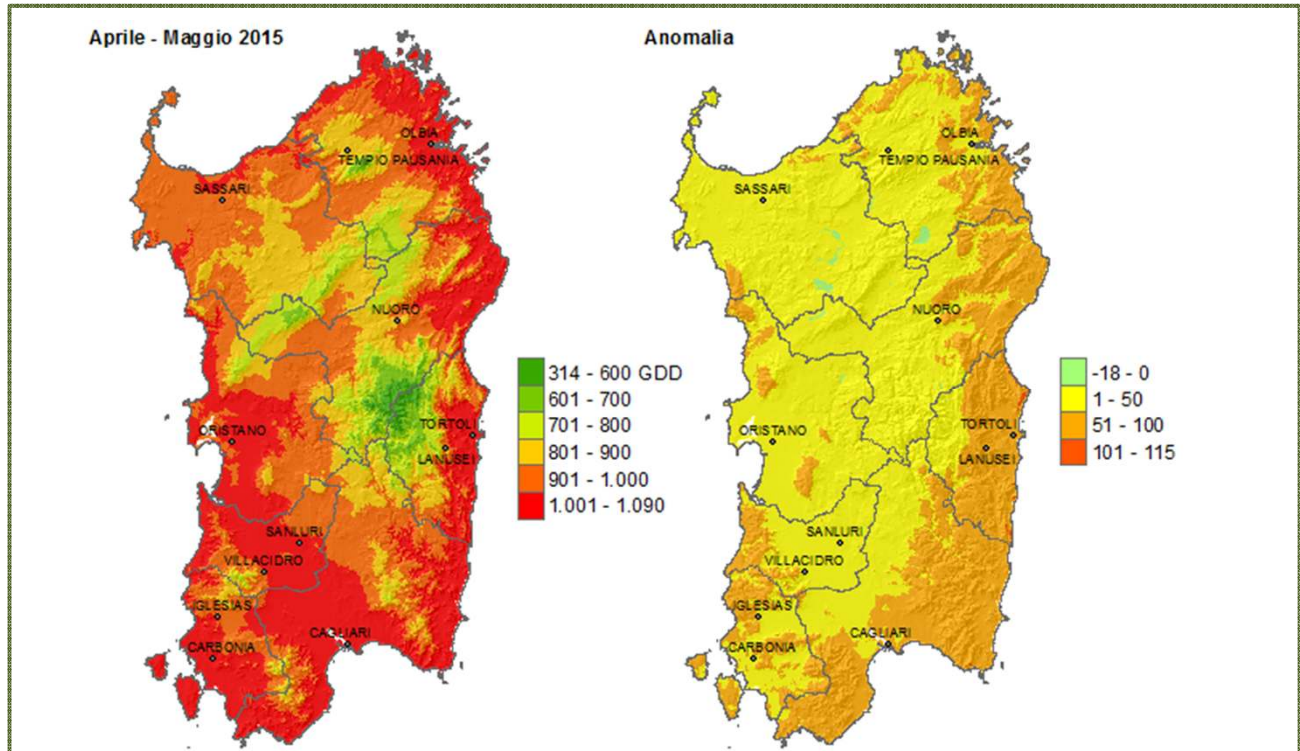 Aprile - Maggio 2015
OLBIA
TEMPIO PAUSANIA
SASSARI
NUORO
ORISTANO
TORTOLI
LANUSEI
SANLURI
VILLACIDRO
IGLESIAS
CAGLIARI
CARBONIA
314 - 600 GDD
601 - 700
701 - 800
801 - 900
901 - 1.000
1.001 - 1.090
Anomalia
OLBIA
TEMPIO PAUSANIA
SASSARI
NUORO
ORISTANO
TORTOLI
LANUSEI
SANLURI
VILLACIDRO
IGLESIAS
CAGLIARI
CARBONIA
-18 - 0
1 - 50
51 - 100
101 - 115